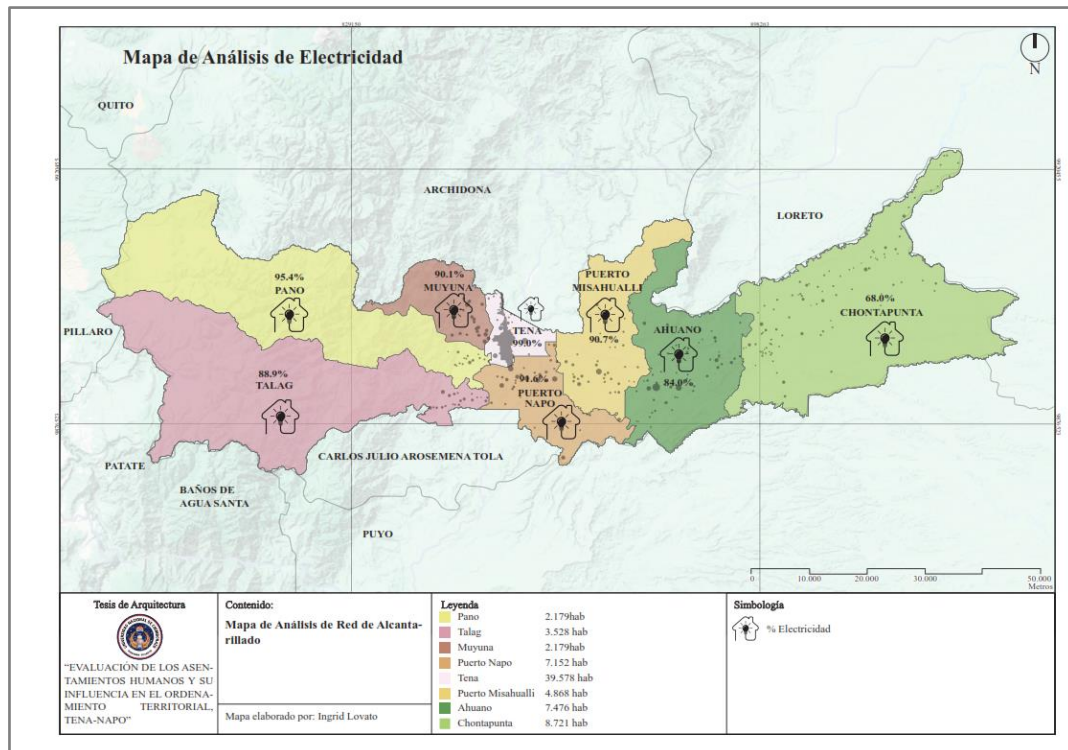 829150
898263
Mapa de Análisis de Electricidad
N
QUITO
ARCHIDONA
LORETO
95.4%
PANO
90.1%
MUYUNA
PUERTO
MISAHUALLI
90.7%
68.0%
CHONTAPUNTA
PILLARO
TENA
99.0%
AHUANO
84.0%
88.9%
TALAG
91.6%
PUERTO
NAPO
CARLOS JULIO AROSEMENA TOLA
PATATE
BAÑOS DE
AGUA SANTA
PUYO
0
10.000
20.000
30.000
50.000
Metros
Tesis de Arquitectura
"EVALUACIÓN DE LOS ASEN-
TAMIENTOS HUMANOS Y SU
INFLUENCIA EN EL ORDENA-
MIENTO TERRITORIAL,
TENA-NAPO"
Contenido:
Mapa de Análisis de Red de Alcanta-
rillado
Mapa elaborado por: Ingrid Lovato
Leyenda
Pano 2.179hab
Talag 3.528 hab
Muyuna 2.179hab
Puerto Napo 7.152 hab
Tena 39.578 hab
Puerto Misahualli 4.868 hab
Ahuano 7.476 hab
Chontapunta 8.721 hab
Simbología
% Electricidad